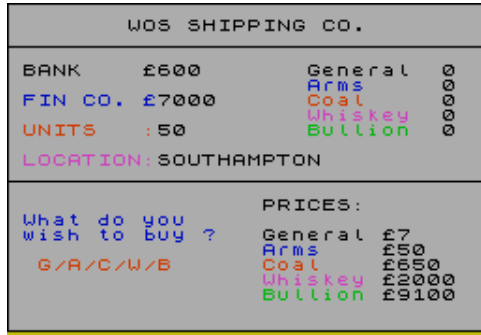 WOS SHIPPING CO.
BANK £600
FIN CO. £7000
UNITS :50
LOCATION:SOUTHAMPTON
General 0
Arms 0
Coal 0
Whiskey 0
Bullion 0
What do you
wish to buy ?
G/A/C/W/B
PRICES:
General £7
Arms £50
Coal £650
Whiskey £2000
Bullion £9100